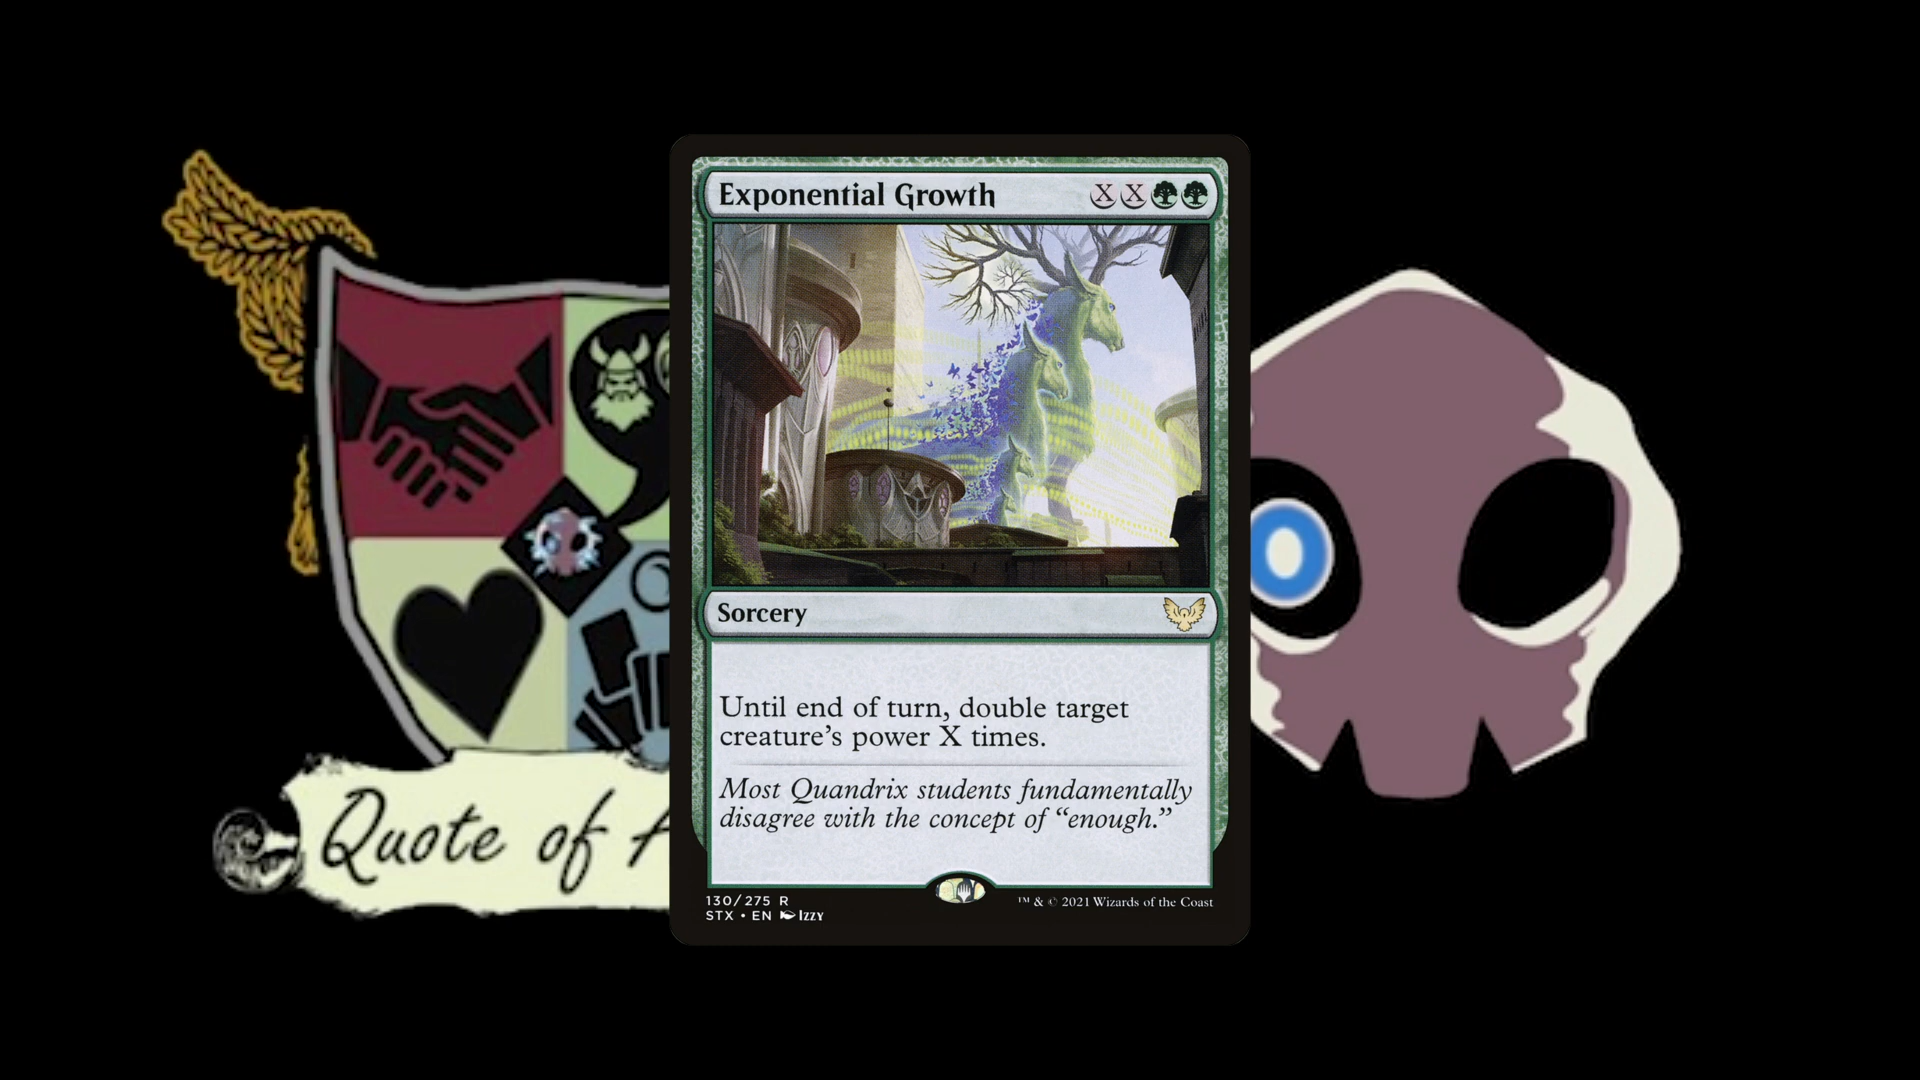 Exponential Growth XX
Sorcery
Until end of turn, double target
creature's power X times.
Most Quandrix students fundamentally
disagree with the concept of “enough.”
130/275 R
STX • EN Izzy
™ & © 2021 Wizards of the Coast
Quote of